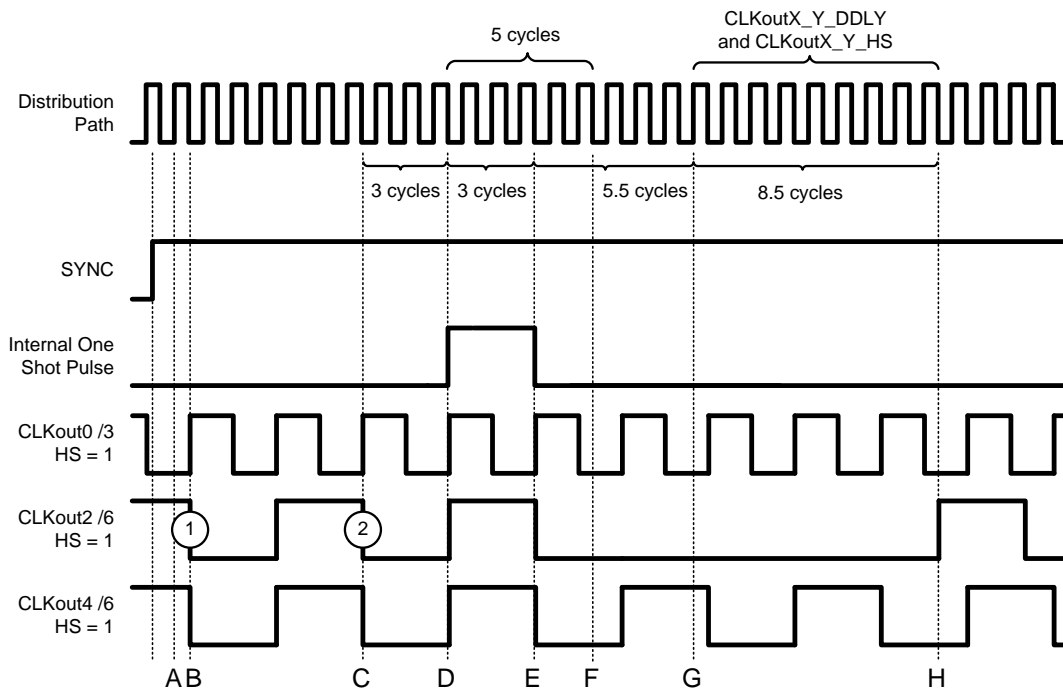 CLKoutX_Y_DDLY
and CLKoutX_Y_HS
5 cycles
Distribution
Path
3 cycles
3 cycles
5.5 cycles
8.5 cycles
SYNC
Internal One
Shot Pulse
CLKout0 /3
HS = 1
CLKout2 /6
HS = 1
1
2
CLKout4 /6
HS = 1
A B C D E F G H